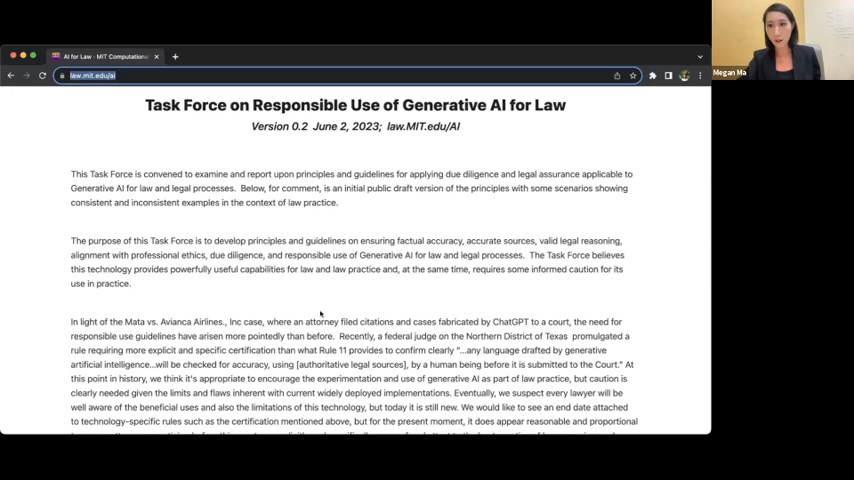 AI for Law · MIT Computationa
law.mit.edu/ai
Megan Ma
Task Force on Responsible Use of Generative AI for Law
Version 0.2 June 2, 2023; law.MIT.edu/AI
This Task Force is convened to examine and report upon principles and guidelines for applying due diligence and legal assurance applicable to
Generative AI for law and legal processes. Below, for comment, is an initial public draft version of the principles with some scenarios showing
consistent and inconsistent examples in the context of law practice.
The purpose of this Task Force is to develop principles and guidelines on ensuring factual accuracy, accurate sources, valid legal reasoning,
alignment with professional ethics, due diligence, and responsible use of Generative AI for law and legal processes. The Task Force believes
this technology provides powerfully useful capabilities for law and law practice and, at the same time, requires some informed caution for its
use in practice.
In light of the Mata vs. Avianca Airlines., Inc case, where an attorney filed citations and cases fabricated by ChatGPT to a court, the need for
responsible use guidelines have arisen more pointedly than before. Recently, a federal judge on the Northern District of Texas promulgated a
rule requiring more explicit and specific certification than what Rule 11 provides to confirm clearly "...any language drafted by generative
artificial intelligence...will be checked for accuracy, using [authoritative legal sources], by a human being before it is submitted to the Court." At
this point in history, we think it's appropriate to encourage the experimentation and use of generative AI as part of law practice, but caution is
clearly needed given the limits and flaws inherent with current widely deployed implementations. Eventually, we suspect every lawyer will be
well aware of the beneficial uses and also the limitations of this technology, but today it is still new. We would like to see an end date attached
to technology-specific rules such as the certification mentioned above, but for the present moment, it does appear reasonable and proportional